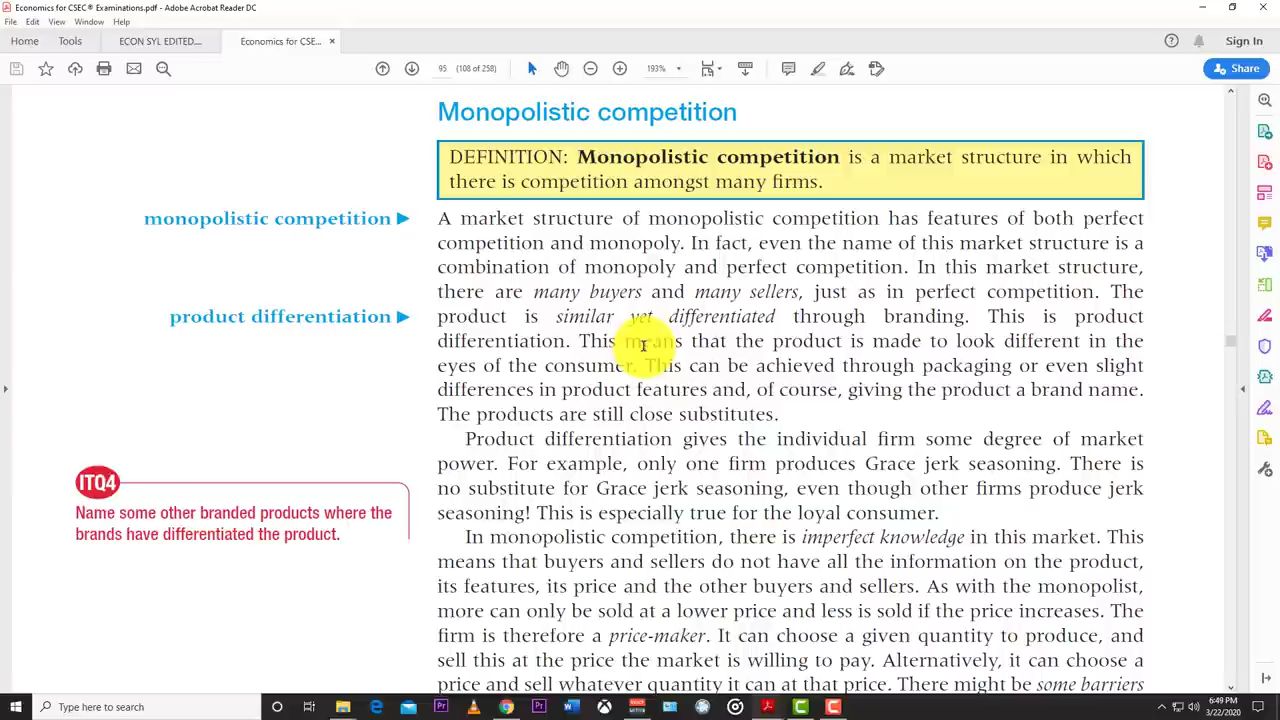 Economics for CSEC® Examinations.pdf - Adobe Acrobat Reader DC
File Edit View Window Help
Home Tools ECON SYL EDITED.... Economics for CSE... × Sign In
95 (108 of 258) 193% Share
Monopolistic competition
DEFINITION: Monopolistic competition is a market structure in which
there is competition amongst many firms.
monopolistic competition ►
A market structure of monopolistic competition has features of both perfect
competition and monopoly. In fact, even the name of this market structure is a
combination of monopoly and perfect competition. In this market structure,
there are many buyers and many sellers, just as in perfect competition. The
product differentiation ►
product is similar yet differentiated through branding. This is product
differentiation. This means that the product is made to look different in the
eyes of the consumer. This can be achieved through packaging or even slight
differences in product features and, of course, giving the product a brand name.
The products are still close substitutes.
Product differentiation gives the individual firm some degree of market
power. For example, only one firm produces Grace jerk seasoning. There is
no substitute for Grace jerk seasoning, even though other firms produce jerk
seasoning! This is especially true for the loyal consumer.
ITQ4
Name some other branded products where the
brands have differentiated the product.
In monopolistic competition, there is imperfect knowledge in this market. This
means that buyers and sellers do not have all the information on the product,
its features, its price and the other buyers and sellers. As with the monopolist,
more can only be sold at a lower price and less is sold if the price increases. The
firm is therefore a price-maker. It can choose a given quantity to produce, and
sell this at the price the market is willing to pay. Alternatively, it can choose a
price and sell whatever quantity it can at that price. There might be some barriers
Type here to search
6:49 PM
3/22/2020